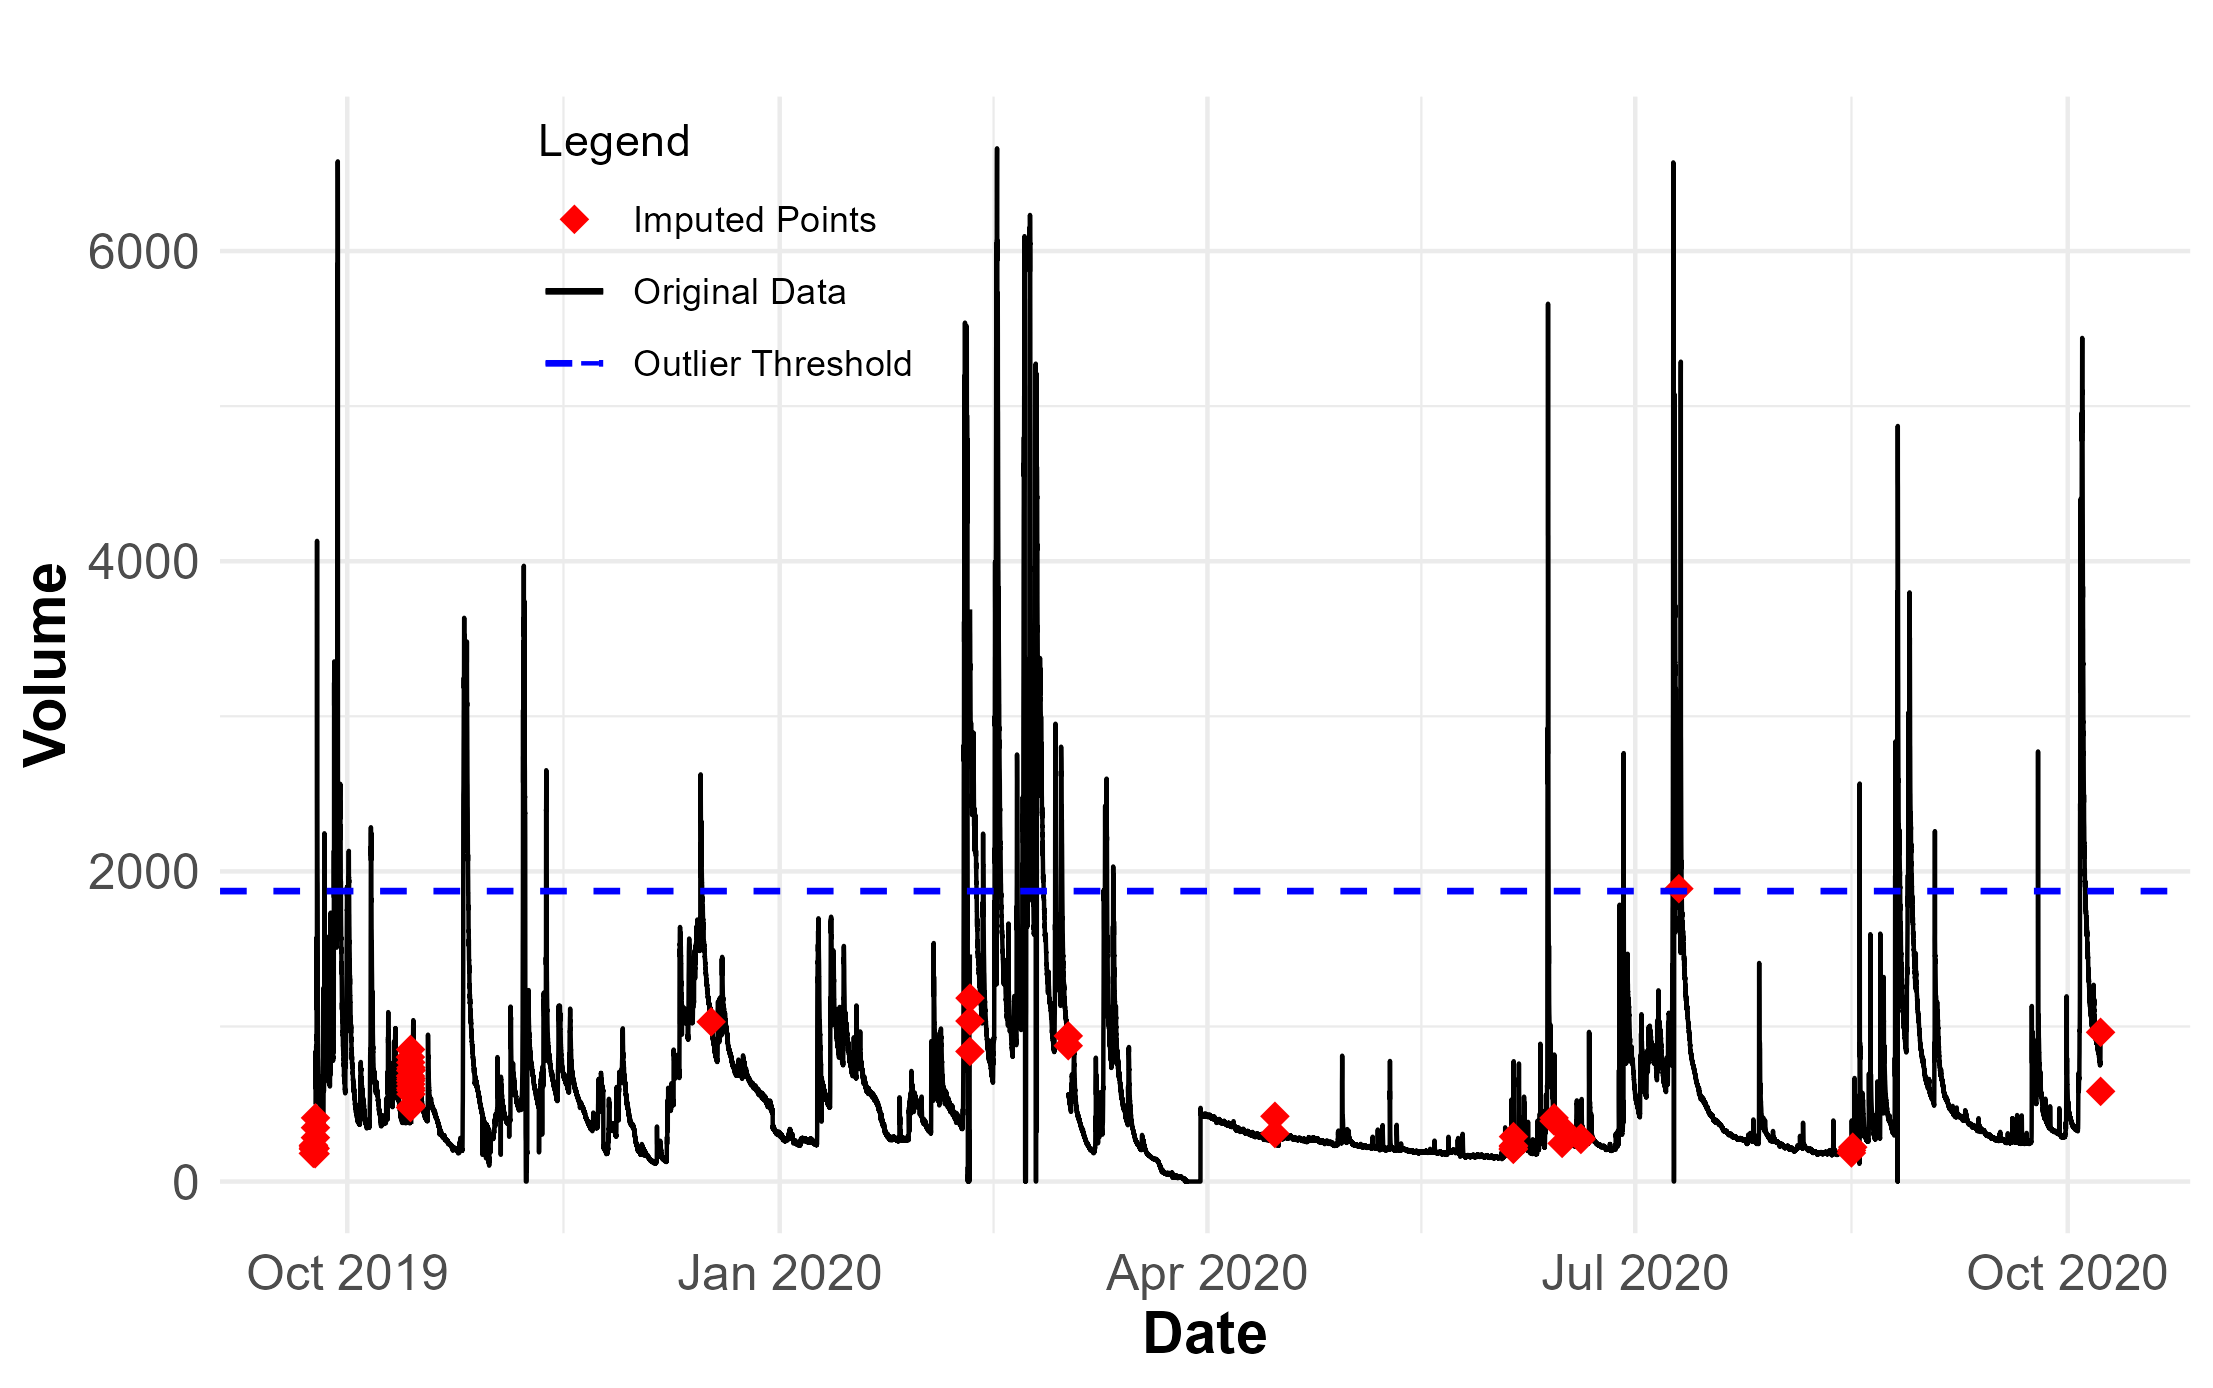 Legend
Imputed Points
Original Data
Outlier Threshold
6000
4000
2000
0
Volume
Oct 2019
Jan 2020
Apr 2020
Jul 2020
Oct 2020
Date